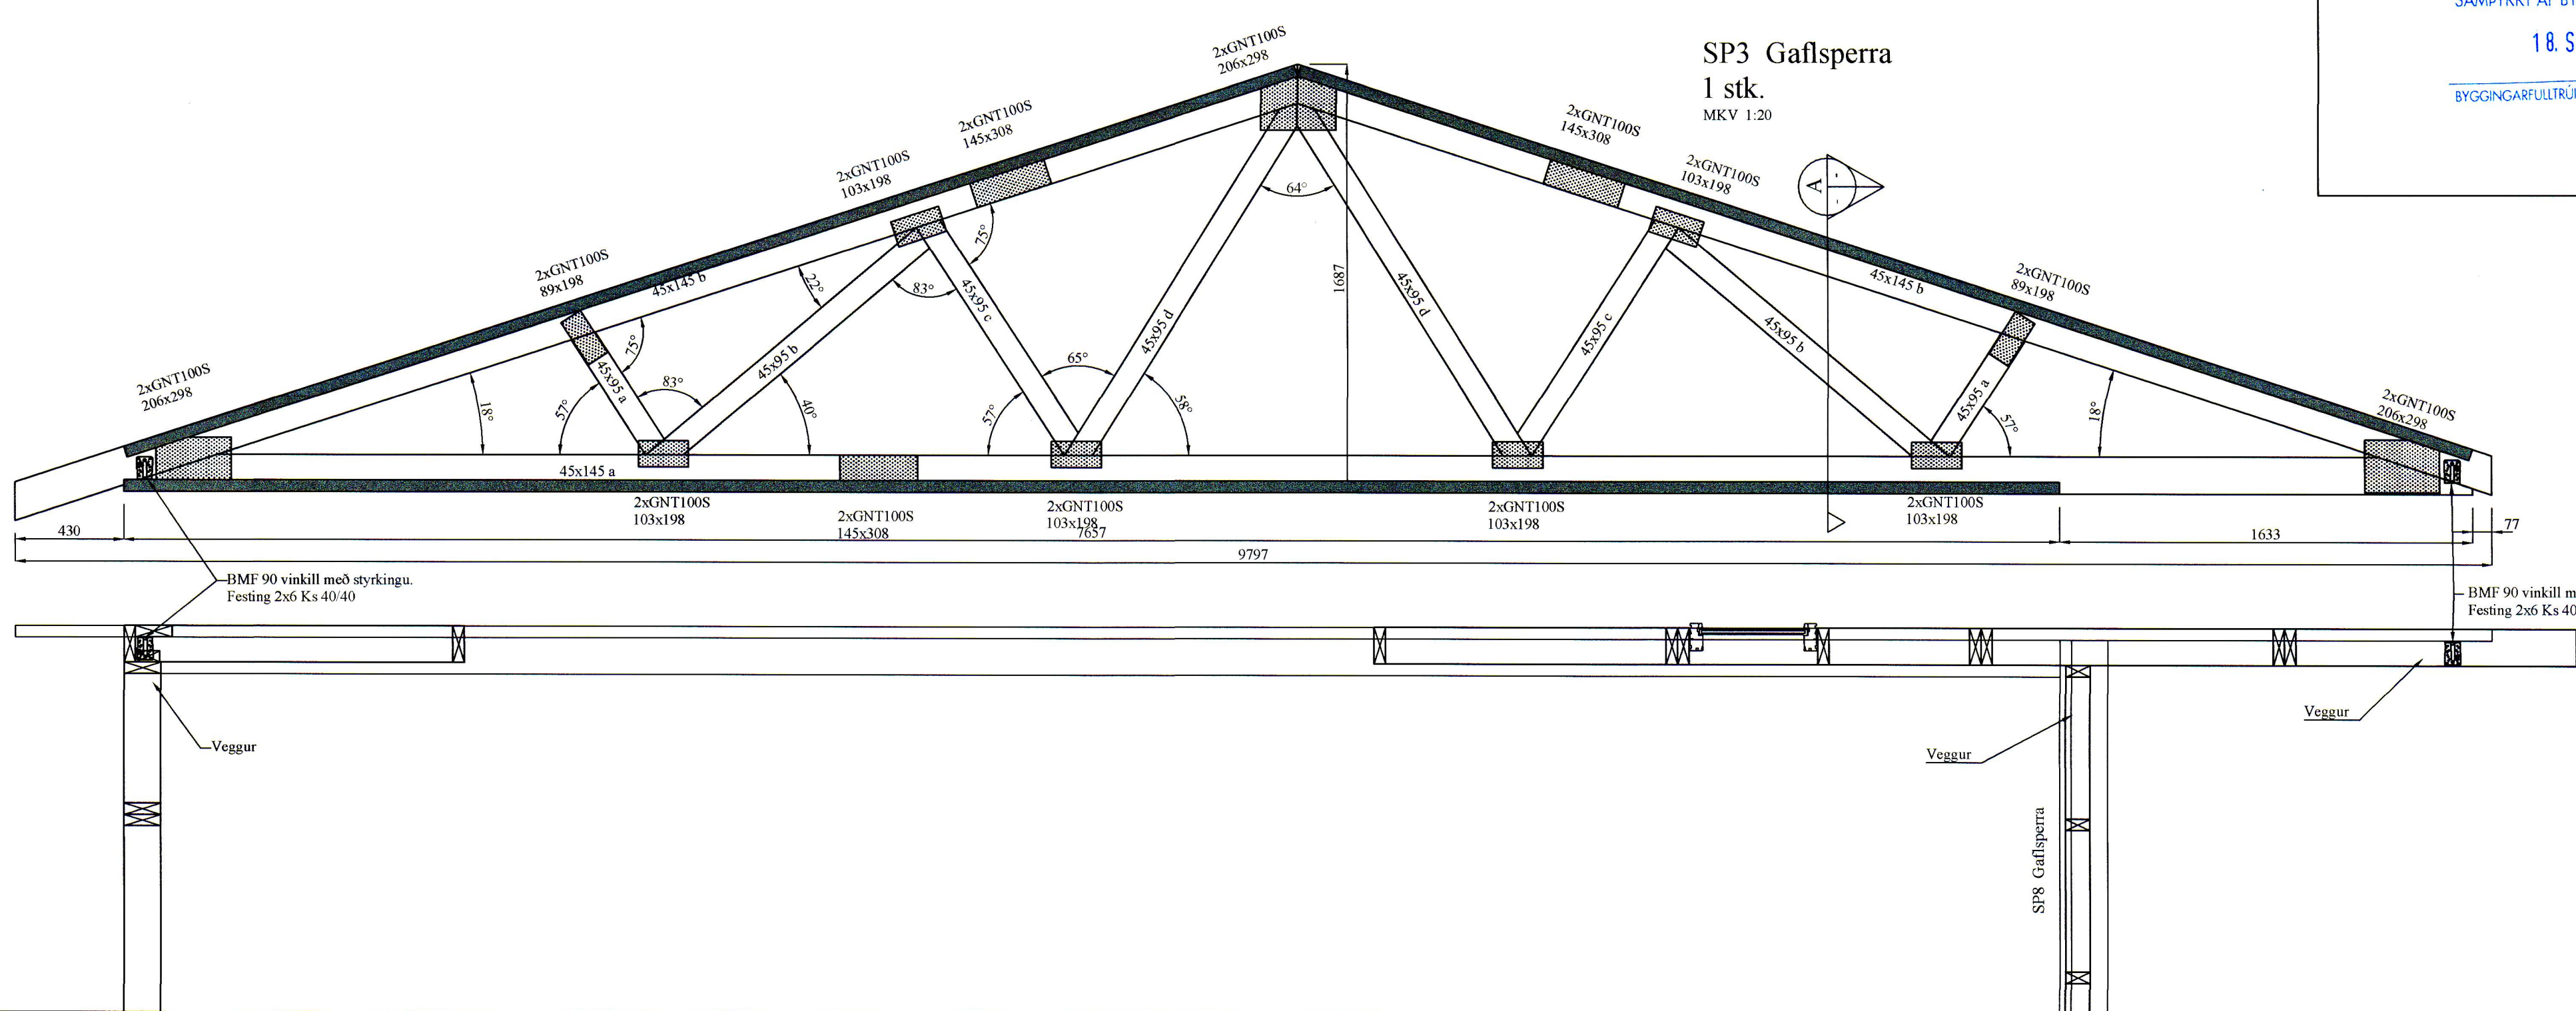 SP3 Gaflsperra
1 stk.
MKV 1:20
18. S
2xGNT100S
206x298
2xGNT100S
145x308
2xGNT100S
103x198
2xGNT100S
89x198
2xGNT100S
206x298
2xGNT100S
145x308
2xGNT100S
103x198
2xGNT100S
89x198
2xGNT100S
206x298
A
64°
1687
75°
22°
83°
45x145 b
45x95 c
45x95 b
45x95 d
65°
75°
83°
57°
45x95 a
18°
40°
57°
58°
45x95 d
45x95 c
45x95 b
45x145 b
45x95 a
57°
18°
45x145 a
2xGNT100S
103x198
2xGNT100S
145x308
2xGNT100S
103x198
2xGNT100S
103x198
2xGNT100S
103x198
430
7657
1633
77
9797
BMF 90 vinkill með styrkingu.
Festing 2x6 Ks 40/40
BMF 90 vinkill m
Festing 2x6 Ks 40
Veggur
Veggur
Veggur
SP8 Gaflsperra